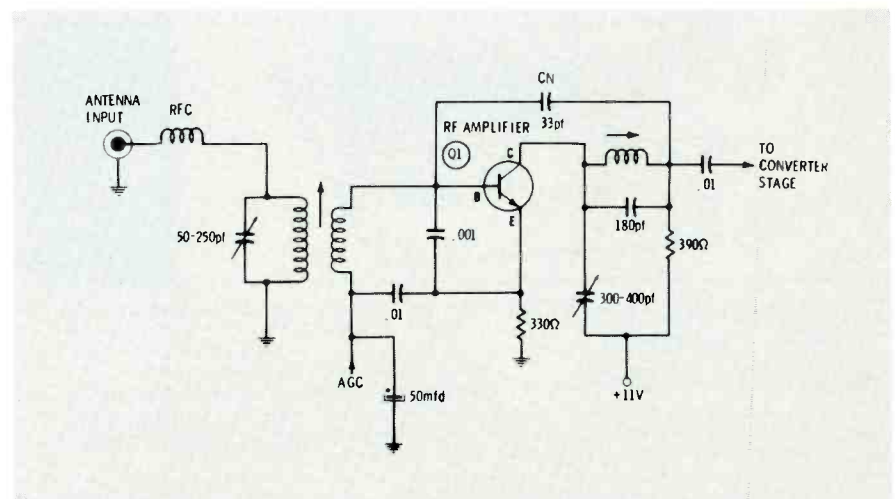 ANTENNA
INPUT
RFC
CN
33pf
RF AMPLIFIER
Q1
C
B
E
TO
CONVERTER
STAGE
.01
50-250pf
.001
180pf
390Ω
.01
300-400pf
330Ω
AGC
50mfd
+11V